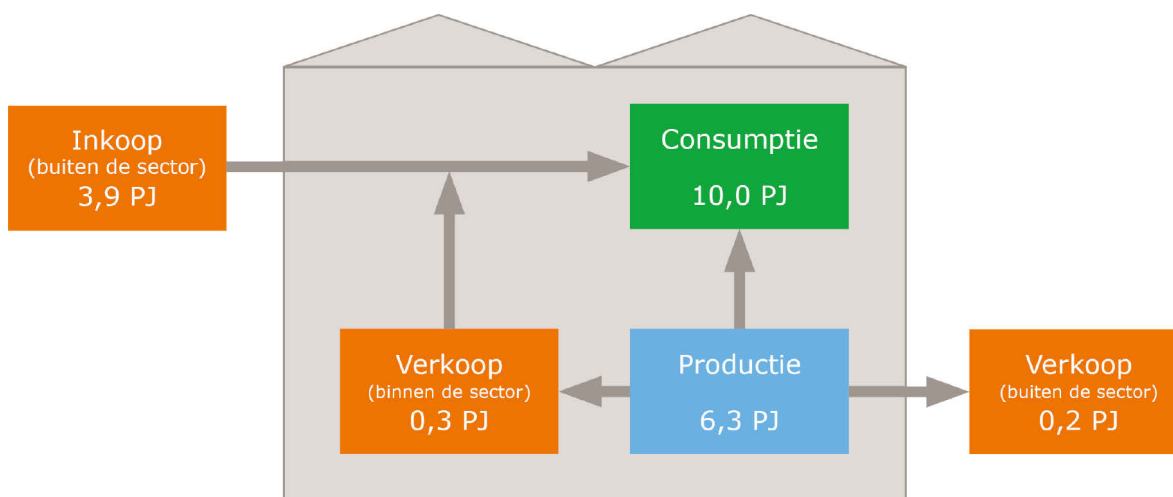 Inkoop
(buiten de sector)
3,9 PJ
Consumptie
10,0 PJ
Verkoop
(binnen de sector)
0,3 PJ
Productie
6,3 PJ
Verkoop
(buiten de sector)
0,2 PJ